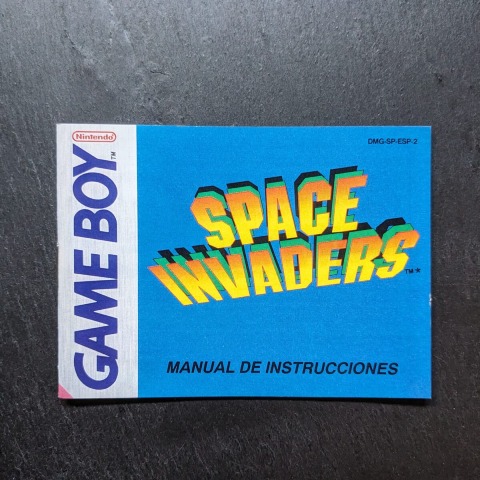 Nintendo
GAME BOY™
DMG-SP-ESP-2
SPACE
INVADERS™*
MANUAL DE INSTRUCCIONES